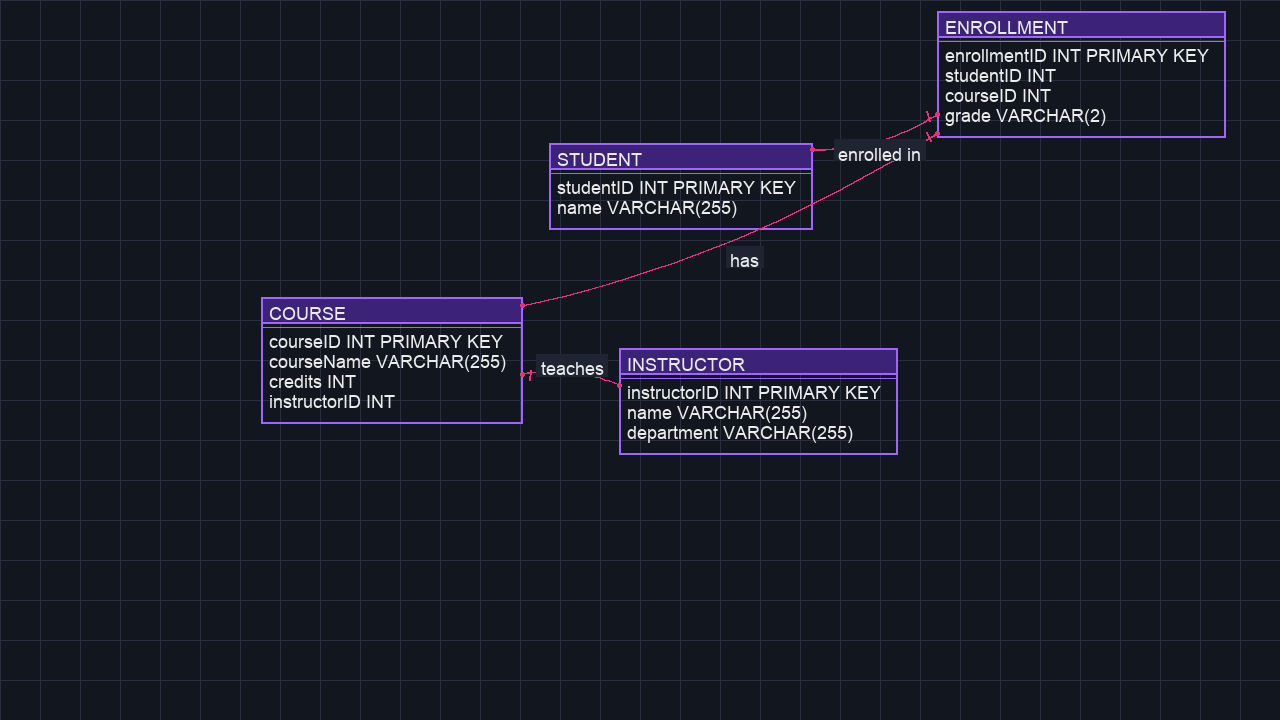 ENROLLMENT
enrollmentID INT PRIMARY KEY
studentID INT
courseID INT
grade VARCHAR(2)
enrolled in
STUDENT
studentID INT PRIMARY KEY
name VARCHAR(255)
has
COURSE
courseID INT PRIMARY KEY
courseName VARCHAR(255)
credits INT
instructorID INT
teaches
INSTRUCTOR
instructorID INT PRIMARY KEY
name VARCHAR(255)
department VARCHAR(255)